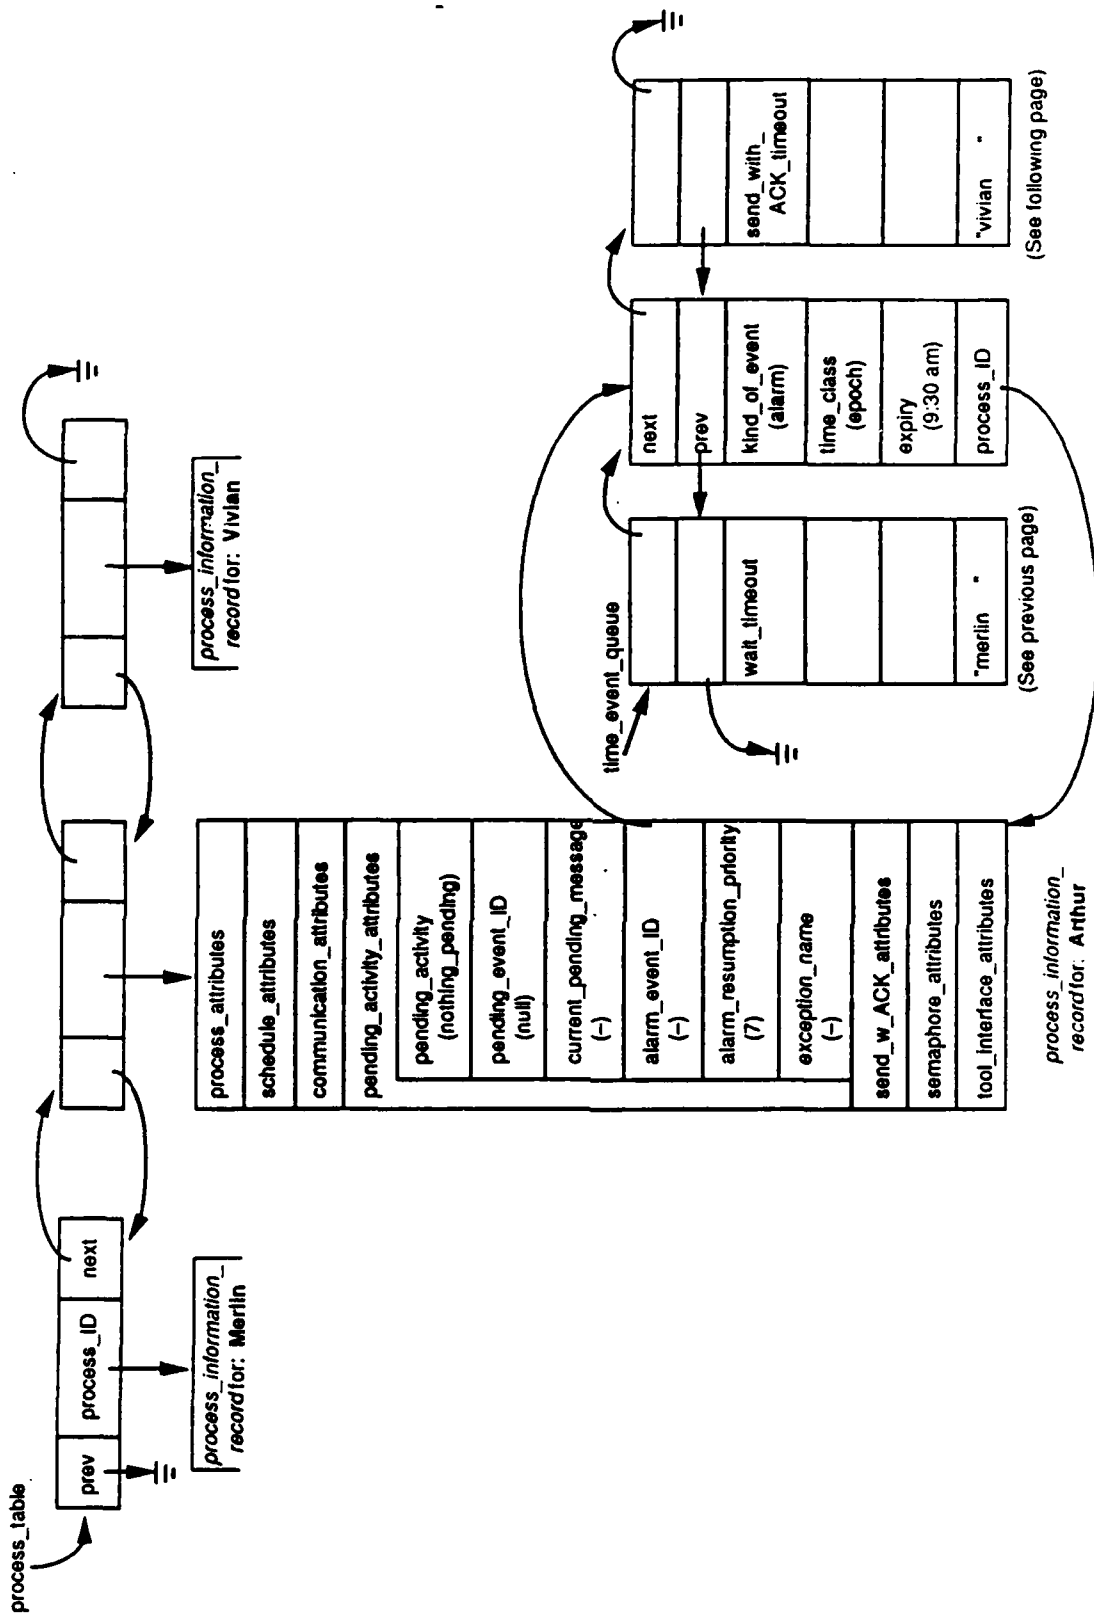 process_table
prev
process_ID
next
process_information_
record for: Merlin
process_information_
record for: Vivian
process_attributes
schedule_attributes
communication_attributes
pending_activity_attributes
pending_activity
(nothing_pending)
pending_event_ID
(null)
current_pending_message
(–)
alarm_event_ID
(–)
alarm_resumption_priority
(7)
exception_name
(–)
send_w_ACK_attributes
semaphore_attributes
tool_interface_attributes
process_information_
record for: Arthur
time_event_queue
wait_timeout
"merlin "
(See previous page)
next
prev
kind_of_event
(alarm)
time_class
(epoch)
expiry
(9:30 am)
process_ID
send_with_
ACK_timeout
"vivian "
(See following page)